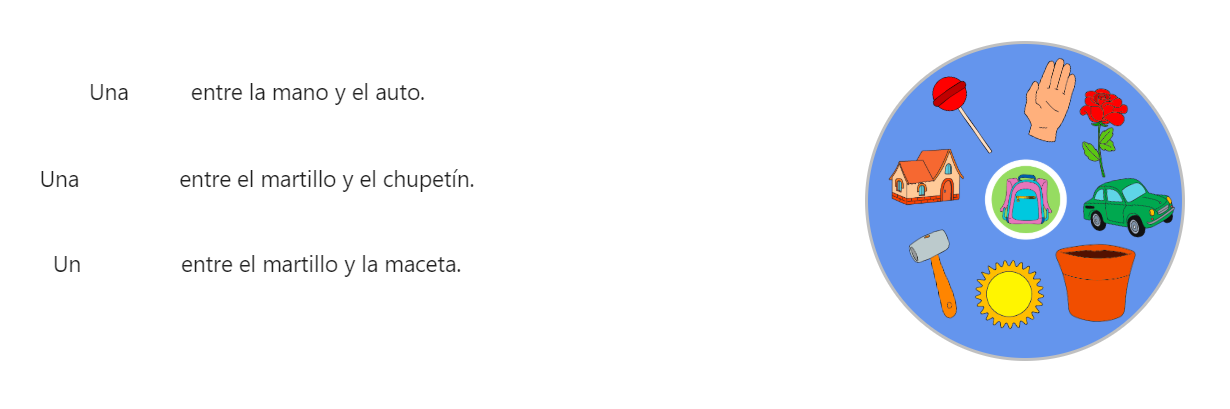 Una entre la mano y el auto.
Una entre el martillo y el chupetín.
Un entre el martillo y la maceta.